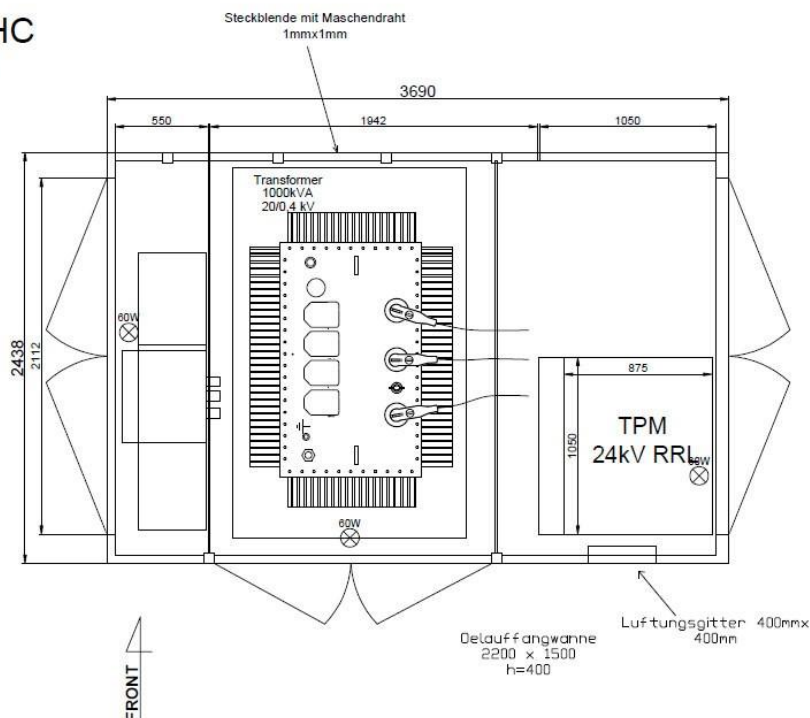 HC
Steckblende mit Maschendraht
1mmx1mm
3690
550
1942
1050
Transformer
1000kVA
20/0,4 kV
2438
2112
60W
875
1050
TPM
24kV RRL
60W
60W
Luftungsgitter 400mmx
400mm
Oelauffangwanne
2200 x 1500
h=400
FRONT